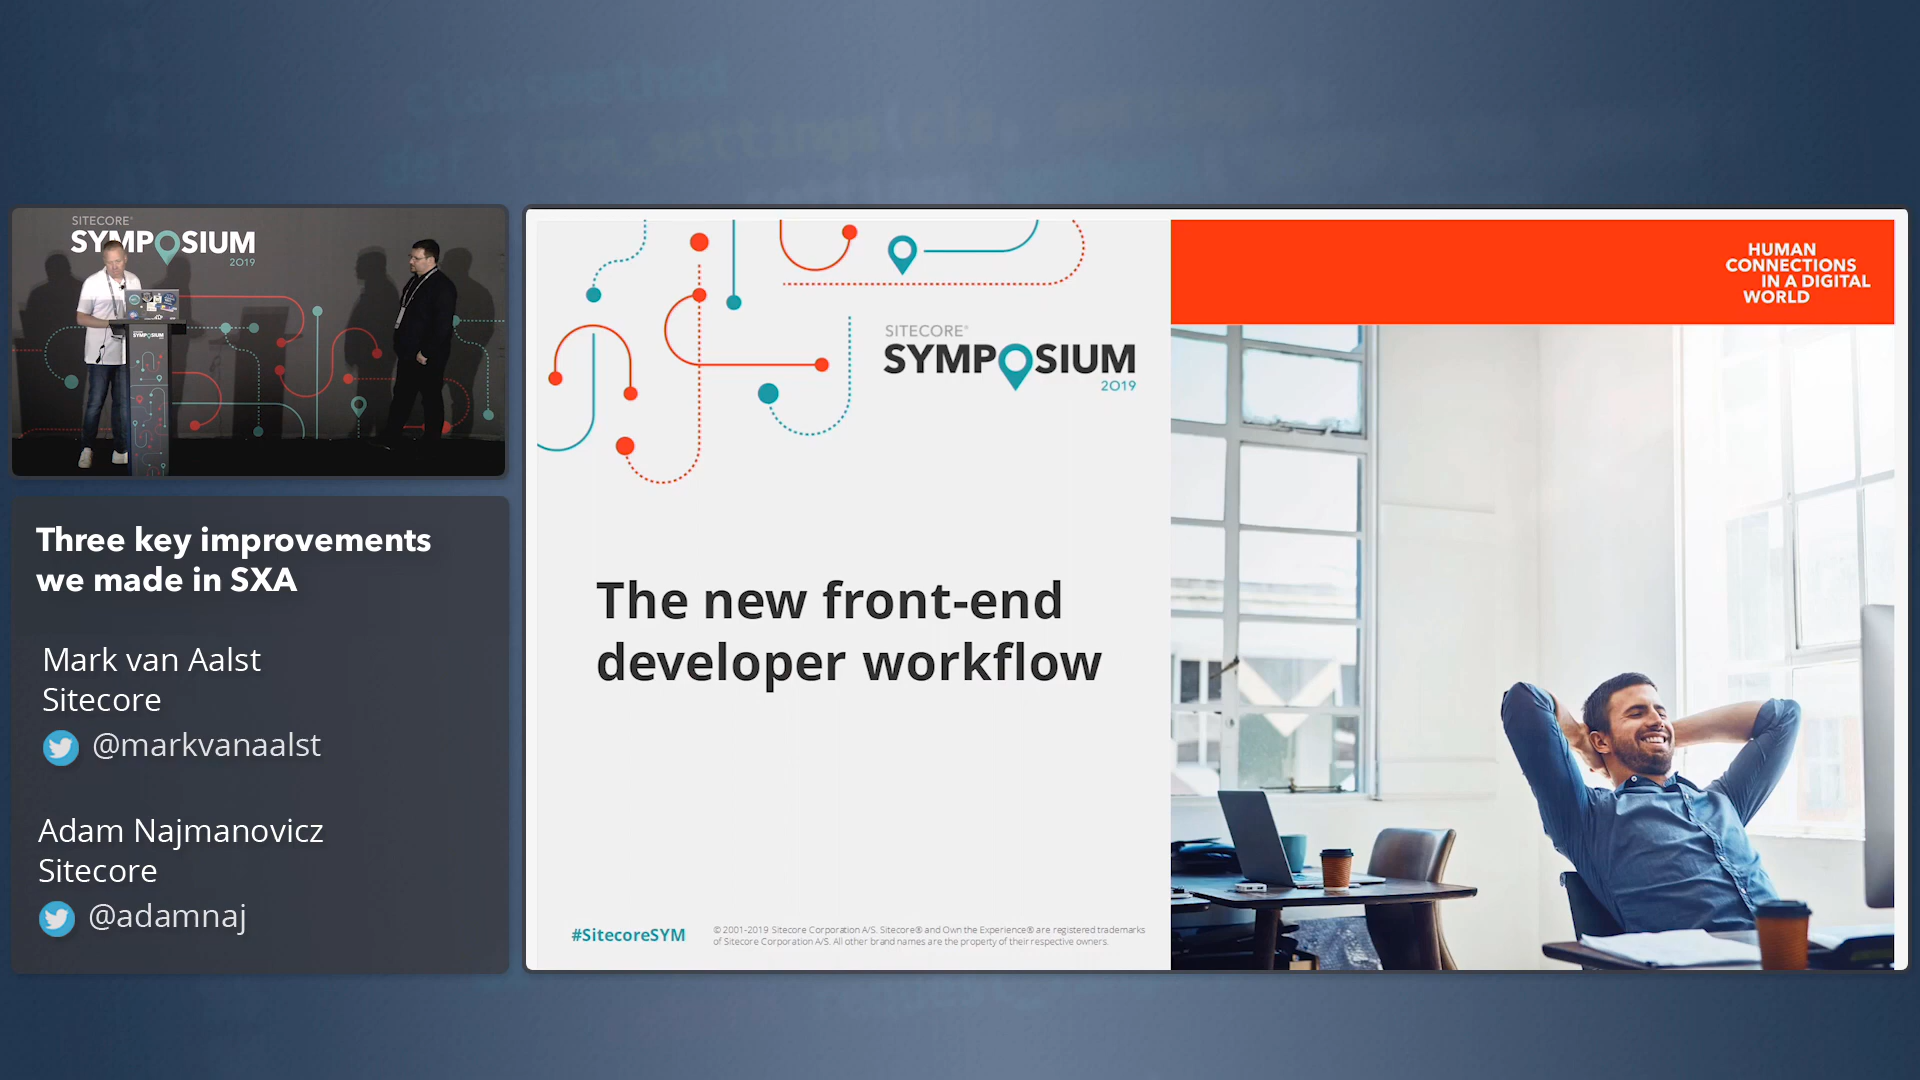 SITECORE®
SYMPOSIUM
2019
Three key improvements
we made in SXA
Mark van Aalst
Sitecore
@markvanaalst
Adam Najmanovicz
Sitecore
@adamnaj
SITECORE®
SYMPOSIUM
2019
The new front-end
developer workflow
#SitecoreSYM
© 2001-2019 Sitecore Corporation A/S. Sitecore® and Own the Experience® are registered trademarks
of Sitecore Corporation A/S. All other brand names are the property of their respective owners.
HUMAN
CONNECTIONS
IN A DIGITAL
WORLD